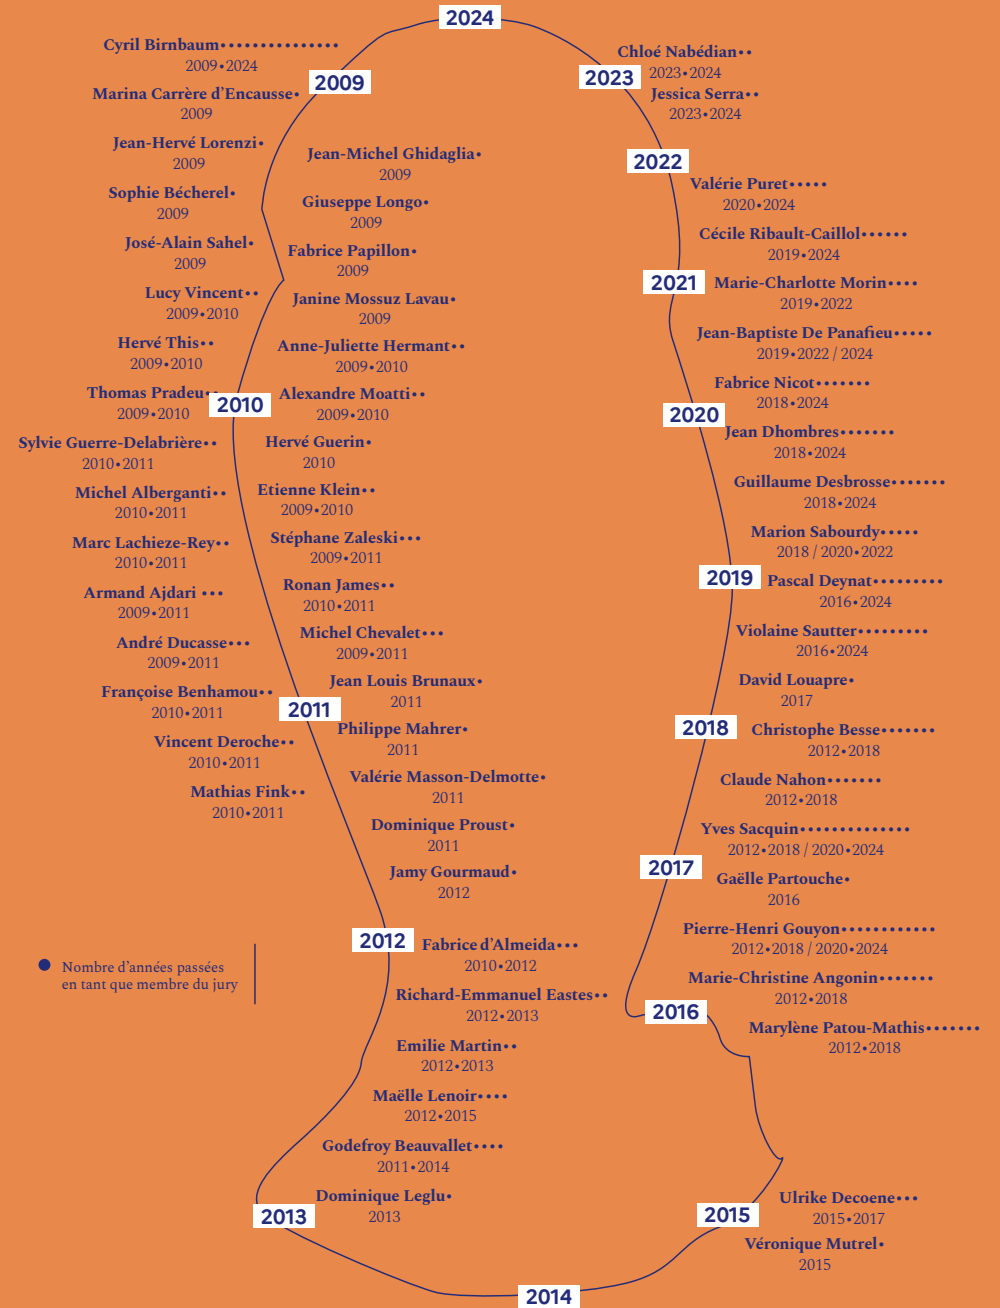 2024
Cyril Birnbaum•••••••••••••••
2009•2024
2009
Marina Carrère d'Encausse•
2009
Jean-Hervé Lorenzi•
2009
Sophie Bécherel•
2009
José-Alain Sahel•
2009
Lucy Vincent••
2009•2010
Hervé This••
2009•2010
Thomas Pradeu••
2009•2010
2010
Sylvie Guerre-Delabrière••
2010•2011
Michel Alberganti••
2010•2011
Marc Lachieze-Rey••
2010•2011
Armand Ajdari •••
2009•2011
André Ducasse•••
2009•2011
Françoise Benhamou••
2010•2011
Vincent Deroche••
2010•2011
Mathias Fink••
2010•2011
Jean-Michel Ghidaglia•
2009
Giuseppe Longo•
2009
Fabrice Papillon•
2009
Janine Mossuz Lavau•
2009
Anne-Juliette Hermant••
2009•2010
Alexandre Moatti••
2009•2010
Hervé Guerin•
2010
Etienne Klein••
2009•2010
Stéphane Zaleski•••
2009•2011
Ronan James••
2010•2011
Michel Chevalet•••
2009•2011
Jean Louis Brunaux•
2011
2011
Philippe Mahrer•
2011
Valérie Masson-Delmotte•
2011
Dominique Proust•
2011
Jamy Gourmaud•
2012
2012
Fabrice d'Almeida•••
2010•2012
Richard-Emmanuel Eastes••
2012•2013
Emilie Martin••
2012•2013
Maëlle Lenoir••••
2012•2015
Godefroy Beauvallet••••
2011•2014
Dominique Leglu•
2013
2013
2014
● Nombre d'années passées
en tant que membre du jury
Chloé Nabédian••
2023
2023•2024
Jessica Serra••
2023•2024
2022
Valérie Puret•••••
2020•2024
Cécile Ribault-Caillol••••••
2019•2024
2021
Marie-Charlotte Morin••••
2019•2022
Jean-Baptiste De Panafieu•••••
2019•2022 / 2024
Fabrice Nicot•••••••
2018•2024
2020
Jean Dhombres•••••••
2018•2024
Guillaume Desbrosse•••••••
2018•2024
Marion Sabourdy•••••
2018 / 2020•2022
2019
Pascal Deynat•••••••••
2016•2024
Violaine Sautter•••••••••
2016•2024
David Louapre•
2017
2018
Christophe Besse•••••••
2012•2018
Claude Nahon•••••••
2012•2018
Yves Sacquin••••••••••••••
2012•2018 / 2020•2024
2017
Gaëlle Partouche•
2016
Pierre-Henri Gouyon••••••••••••
2012•2018 / 2020•2024
Marie-Christine Angonin•••••••
2012•2018
2016
Marylène Patou-Mathis•••••••
2012•2018
Ulrike Decoene•••
2015•2017
2015
Véronique Mutrel•
2015